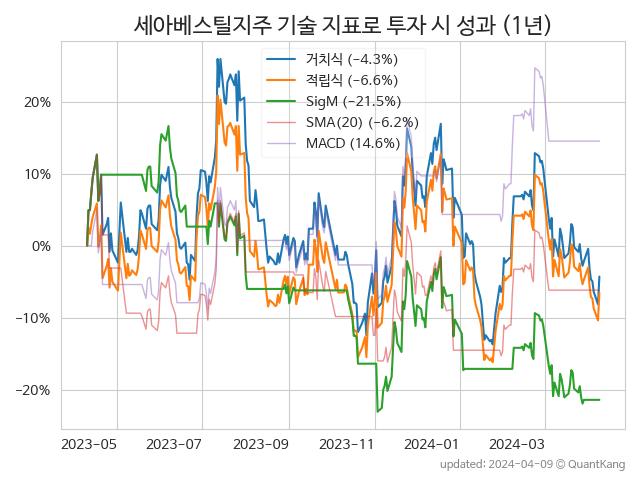 세아베스틸지주 기술 지표로 투자 시 성과 (1년)
거치식 (−4.3%)
적립식 (−6.6%)
SigM (−21.5%)
SMA(20) (−6.2%)
MACD (14.6%)
20%
10%
0%
−10%
−20%
2023-05 2023-07 2023-09 2023-11 2024-01 2024-03
updated: 2024-04-09 © QuantKang